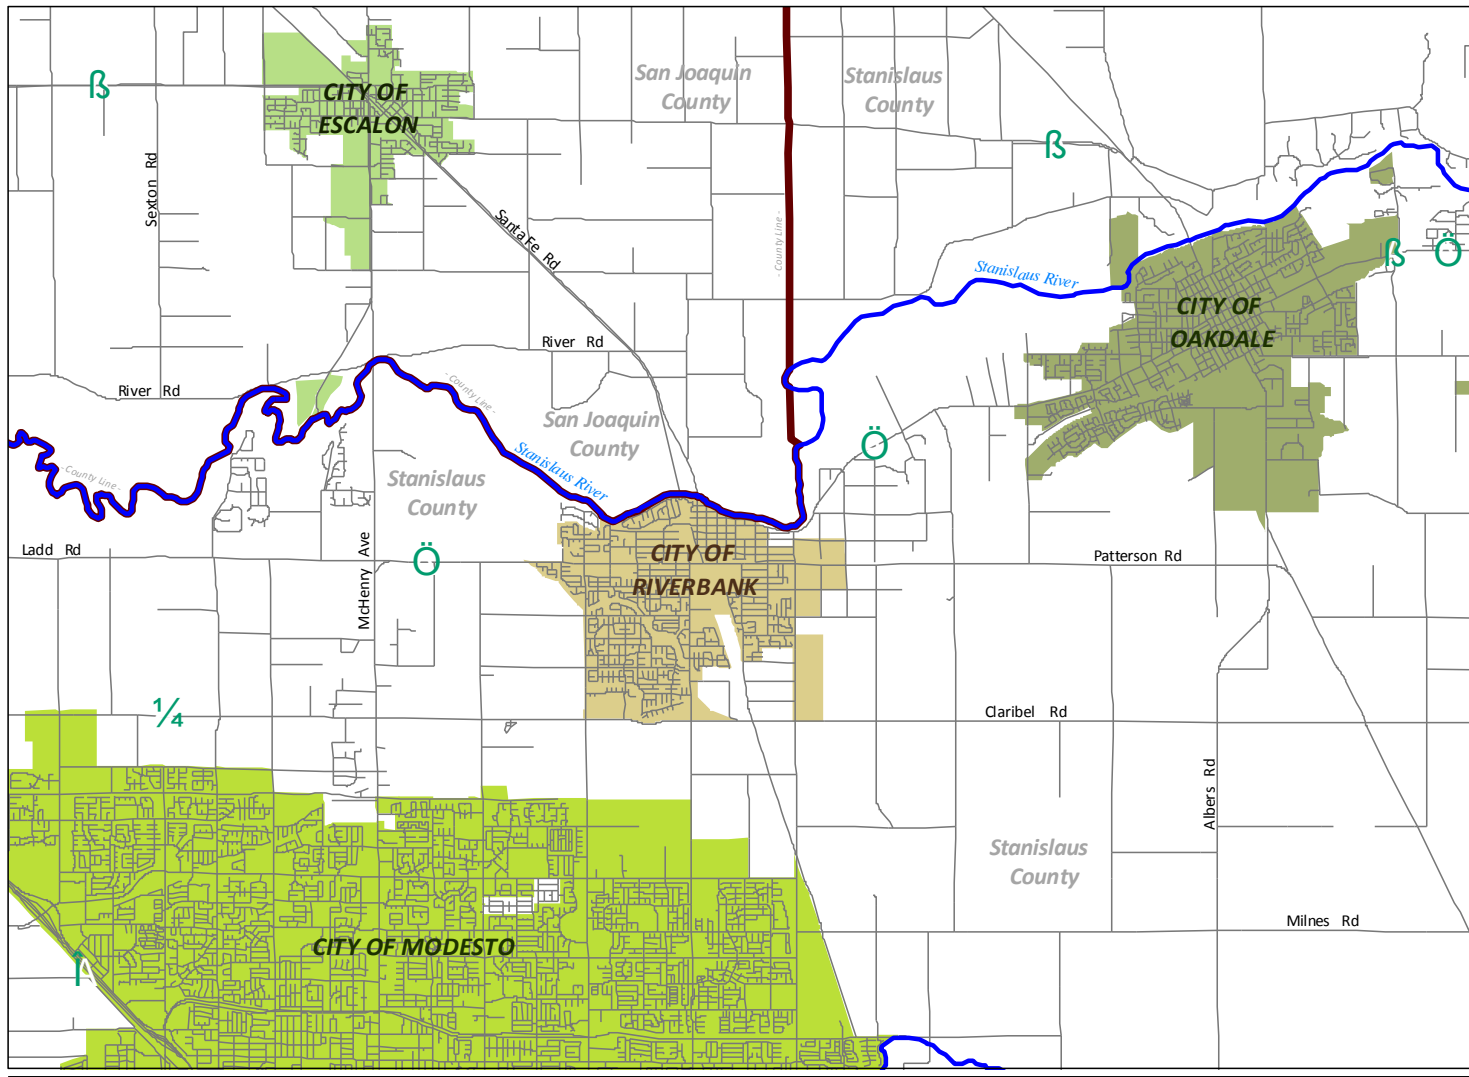 San Joaquin
County
Stanislaus
County
ß
CITY OF
ESCALON
ß
Sexton Rd
Santa Fe Rd
- County Line -
ß
Ö
Stanislaus River
CITY OF
OAKDALE
River Rd
River Rd
- County Line -
San Joaquin
County
Ö
Stanislaus River
- County Line -
Stanislaus
County
Ladd Rd
McHenry Ave
Ö
CITY OF
RIVERBANK
Patterson Rd
¼
Claribel Rd
Albers Rd
Stanislaus
County
Milnes Rd
CITY OF MODESTO